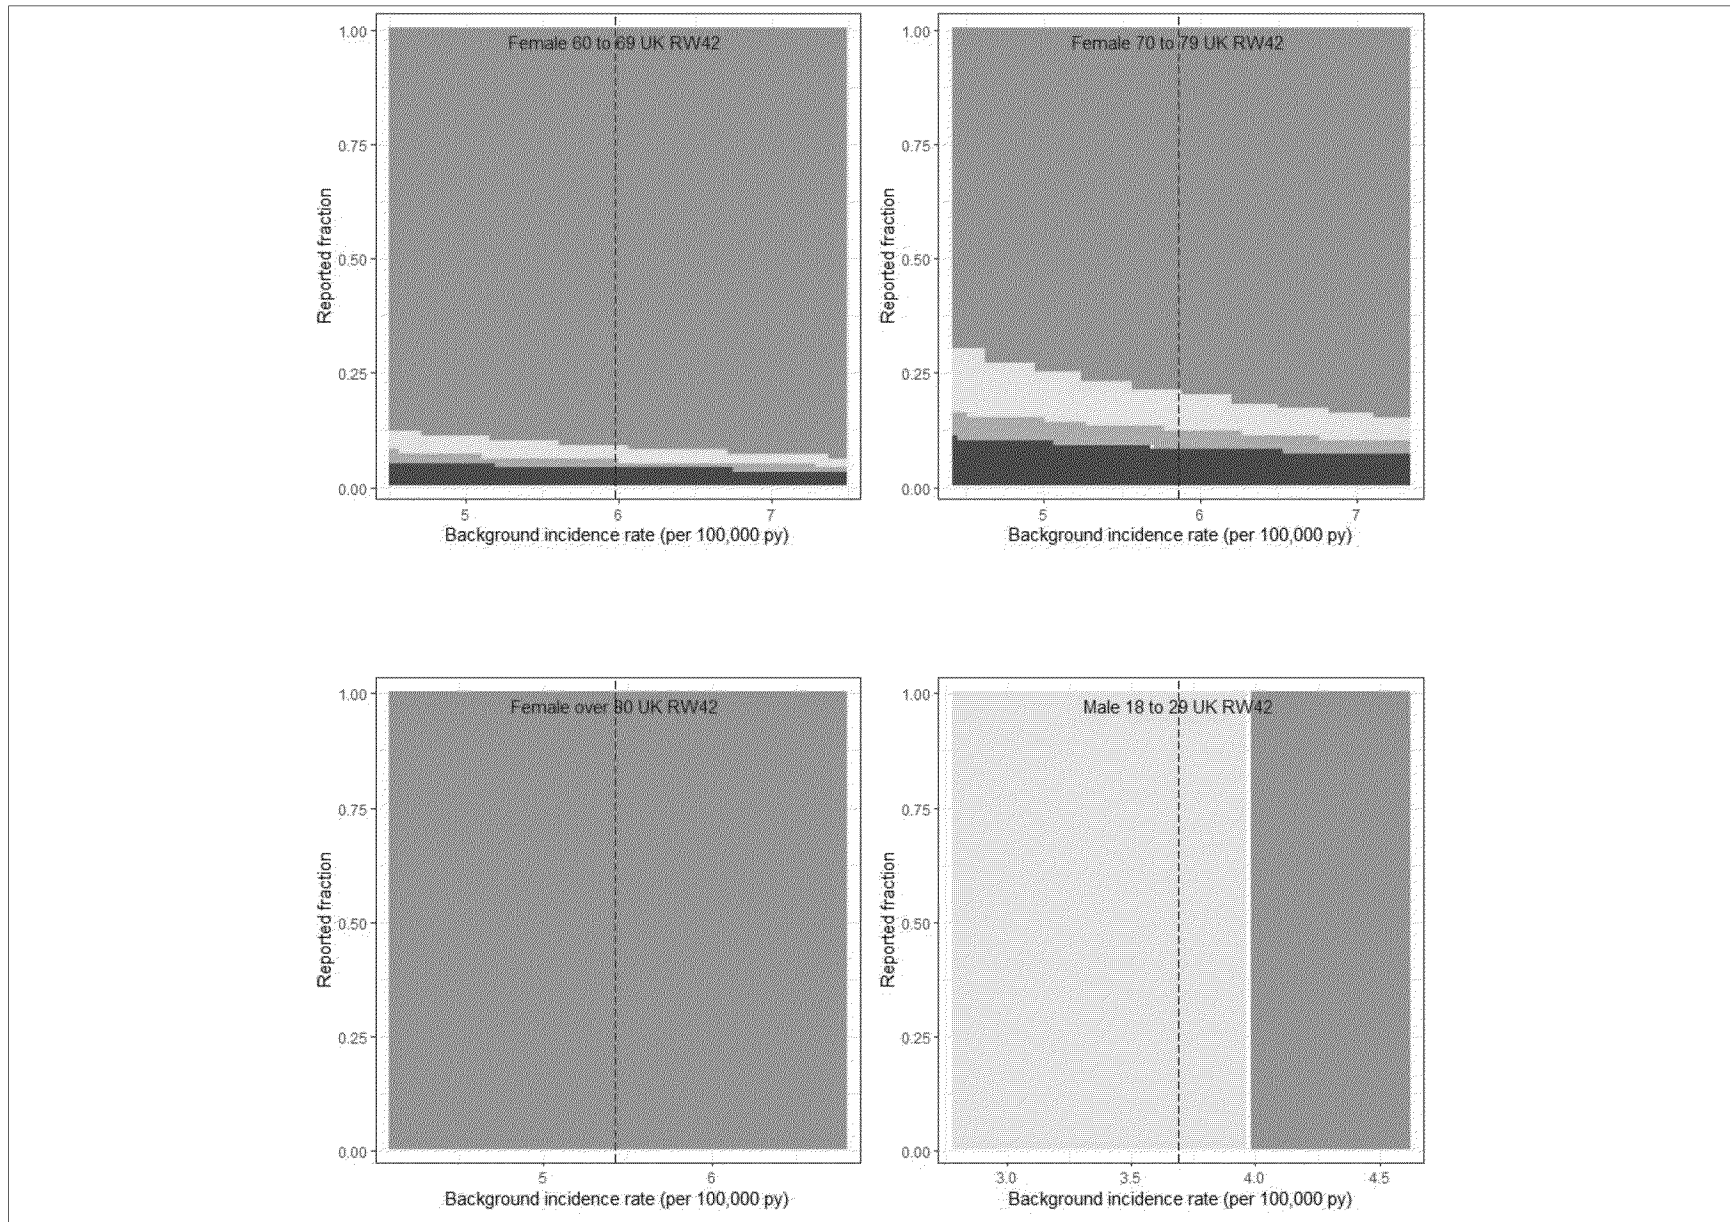 Female 60 to 69 UK RW42
1.00
0.75
0.50
0.25
0.00
Reported fraction
5 6 7
Background incidence rate (per 100,000 py)
Female 70 to 79 UK RW42
1.00
0.75
0.50
0.25
0.00
Reported fraction
5 6 7
Background incidence rate (per 100,000 py)
Female over 80 UK RW42
1.00
0.75
0.50
0.25
0.00
Reported fraction
5 6
Background incidence rate (per 100,000 py)
Male 18 to 29 UK RW42
1.00
0.75
0.50
0.25
0.00
Reported fraction
3.0 3.5 4.0 4.5
Background incidence rate (per 100,000 py)